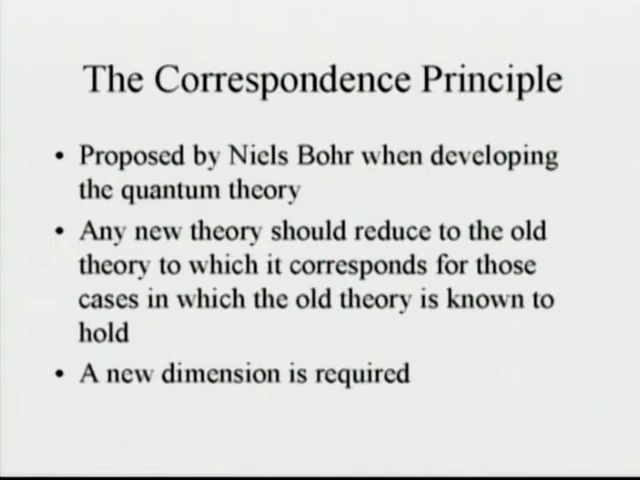 The Correspondence Principle
• Proposed by Niels Bohr when developing
the quantum theory
• Any new theory should reduce to the old
theory to which it corresponds for those
cases in which the old theory is known to
hold
• A new dimension is required